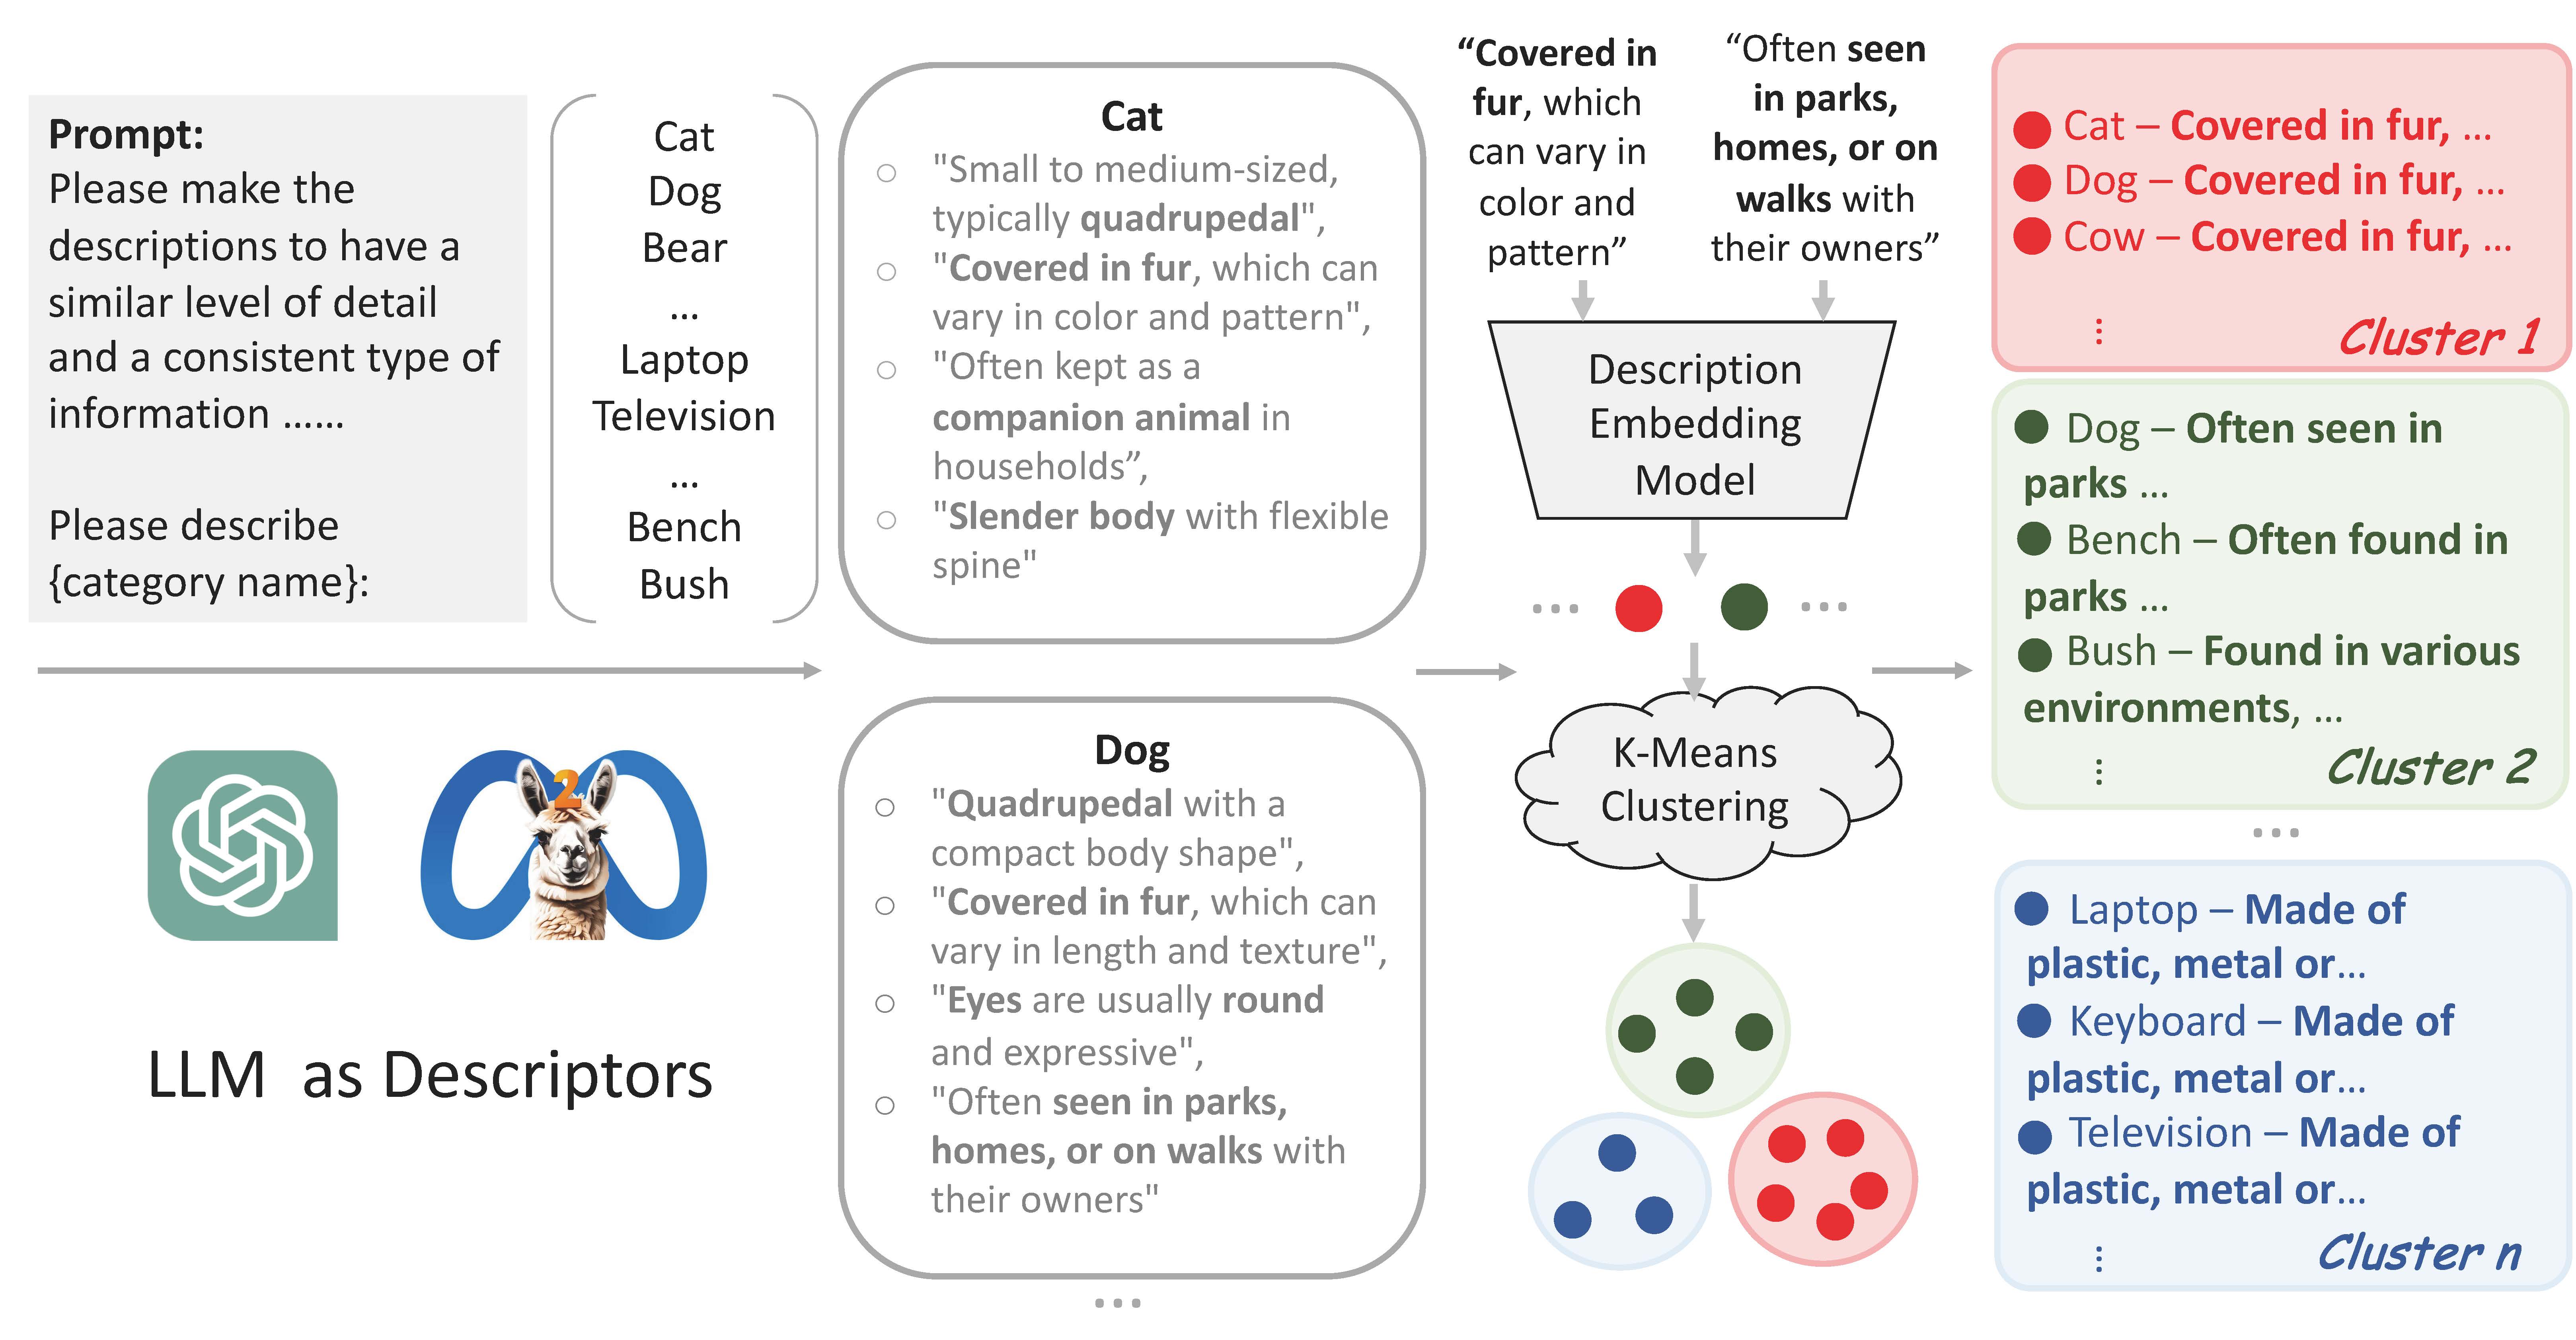 Prompt:
Please make the
descriptions to have a
similar level of detail
and a consistent type of
information ......
Please describe
{category name}:
Cat
Dog
Bear
...
Laptop
Television
...
Bench
Bush
LLM as Descriptors
2
Cat
"Small to medium-sized,
typically quadrupedal",
"Covered in fur, which can
vary in color and pattern",
"Often kept as a
companion animal in
households”,
"Slender body with flexible
spine"
Dog
"Quadrupedal with a
compact body shape",
"Covered in fur, which can
vary in length and texture",
"Eyes are usually round
and expressive",
"Often seen in parks,
homes, or on walks with
their owners"
...
“Covered in
fur, which
can vary in
color and
pattern”
“Often seen
in parks,
homes, or on
walks with
their owners”
Description
Embedding
Model
... ...
K-Means
Clustering
Cat – Covered in fur, ...
Dog – Covered in fur, ...
Cow – Covered in fur, ...
⋮ Cluster 1
Dog – Often seen in
parks ...
Bench – Often found in
parks ...
Bush – Found in various
environments, ...
⋮ Cluster 2
...
Laptop – Made of
plastic, metal or...
Keyboard – Made of
plastic, metal or...
Television – Made of
plastic, metal or...
⋮ Cluster n